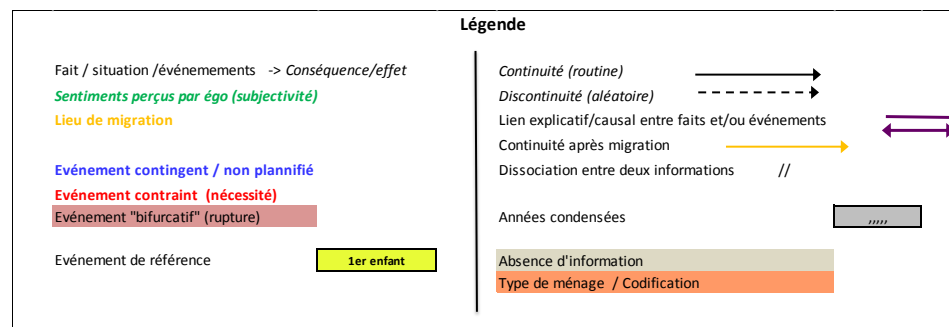 Légende
Fait / situation /événemements -> Conséquence/effet
Sentiments perçus par égo (subjectivité)
Lieu de migration
Evénement contingent / non plannifié
Evénement contraint (nécessité)
Evénement "bifurcatif" (rupture)
Evénement de référence
1er enfant
Continuité (routine)
Discontinuité (aléatoire)
Lien explicatif/causal entre faits et/ou événements
Continuité après migration
Dissociation entre deux informations //
Années condensées
,,,,,
Absence d'information
Type de ménage / Codification